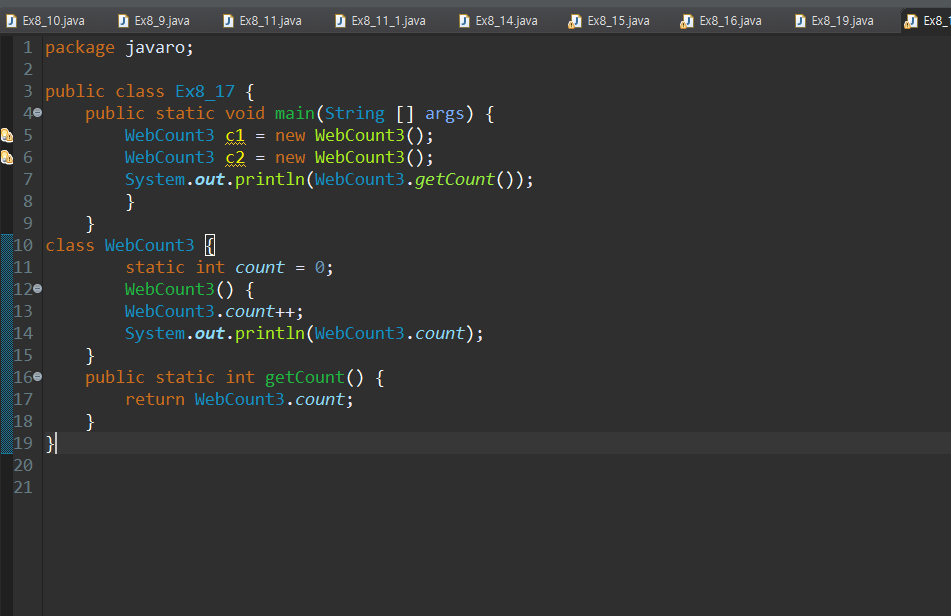 Ex8_10.java Ex8_9.java Ex8_11.java Ex8_11_1.java Ex8_14.java Ex8_15.java Ex8_16.java Ex8_19.java Ex8_1
1 package javaro;
2
3 public class Ex8_17 {
4 public static void main(String [] args) {
5 WebCount3 c1 = new WebCount3();
6 WebCount3 c2 = new WebCount3();
7 System.out.println(WebCount3.getCount());
8 }
9 }
10 class WebCount3 {
11 static int count = 0;
12 WebCount3() {
13 WebCount3.count++;
14 System.out.println(WebCount3.count);
15 }
16 public static int getCount() {
17 return WebCount3.count;
18 }
19 }
20
21